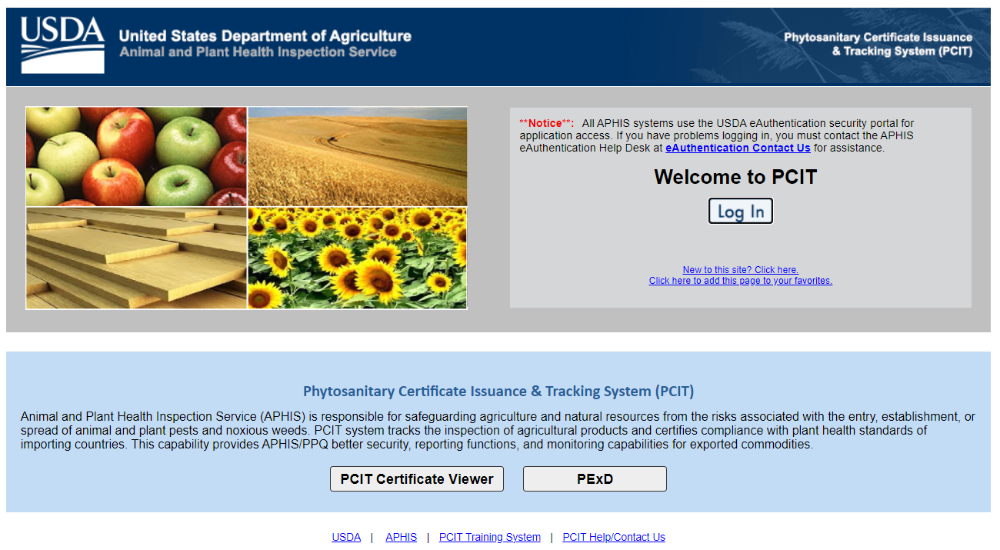 USDA
United States Department of Agriculture
Animal and Plant Health Inspection Service
Phytosanitary Certificate Issuance
& Tracking System (PCIT)
**Notice**: All APHIS systems use the USDA eAuthentication security portal for
application access. If you have problems logging in, you must contact the APHIS
eAuthentication Help Desk at eAuthentication Contact Us for assistance.
Welcome to PCIT
Log In
New to this site? Click here.
Click here to add this page to your favorites.
Phytosanitary Certificate Issuance & Tracking System (PCIT)
Animal and Plant Health Inspection Service (APHIS) is responsible for safeguarding agriculture and natural resources from the risks associated with the entry, establishment, or
spread of animal and plant pests and noxious weeds. PCIT system tracks the inspection of agricultural products and certifies compliance with plant health standards of
importing countries. This capability provides APHIS/PPQ better security, reporting functions, and monitoring capabilities for exported commodities.
PCIT Certificate Viewer PExD
USDA | APHIS | PCIT Training System | PCIT Help/Contact Us